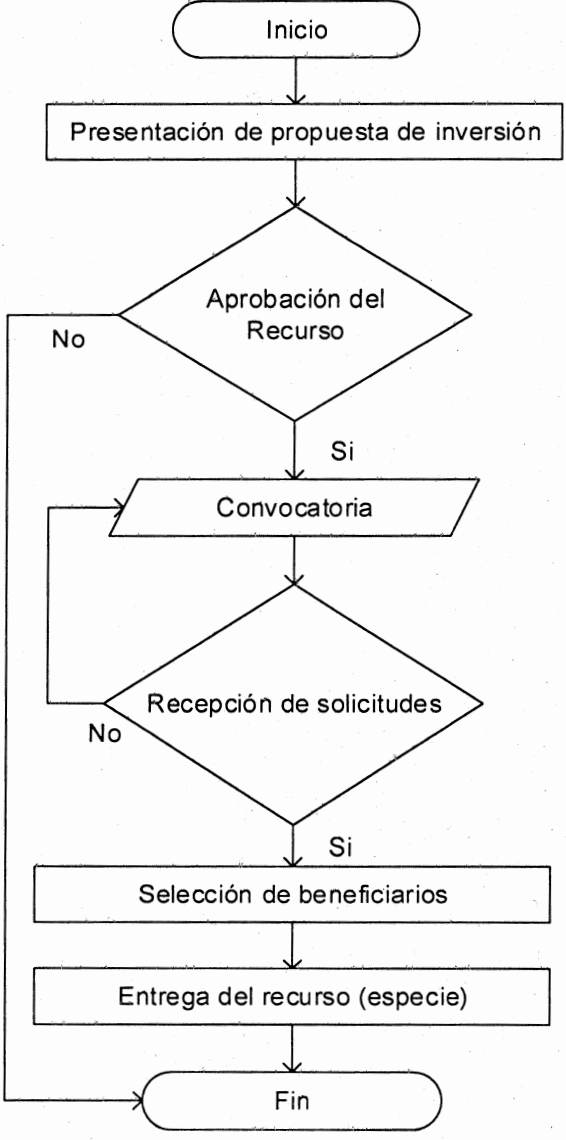 Inicio
Presentación de propuesta de inversión
Aprobación del
Recurso
No
Si
Convocatoria
Recepción de solicitudes
No
Si
Selección de beneficiarios
Entrega del recurso (especie)
Fin